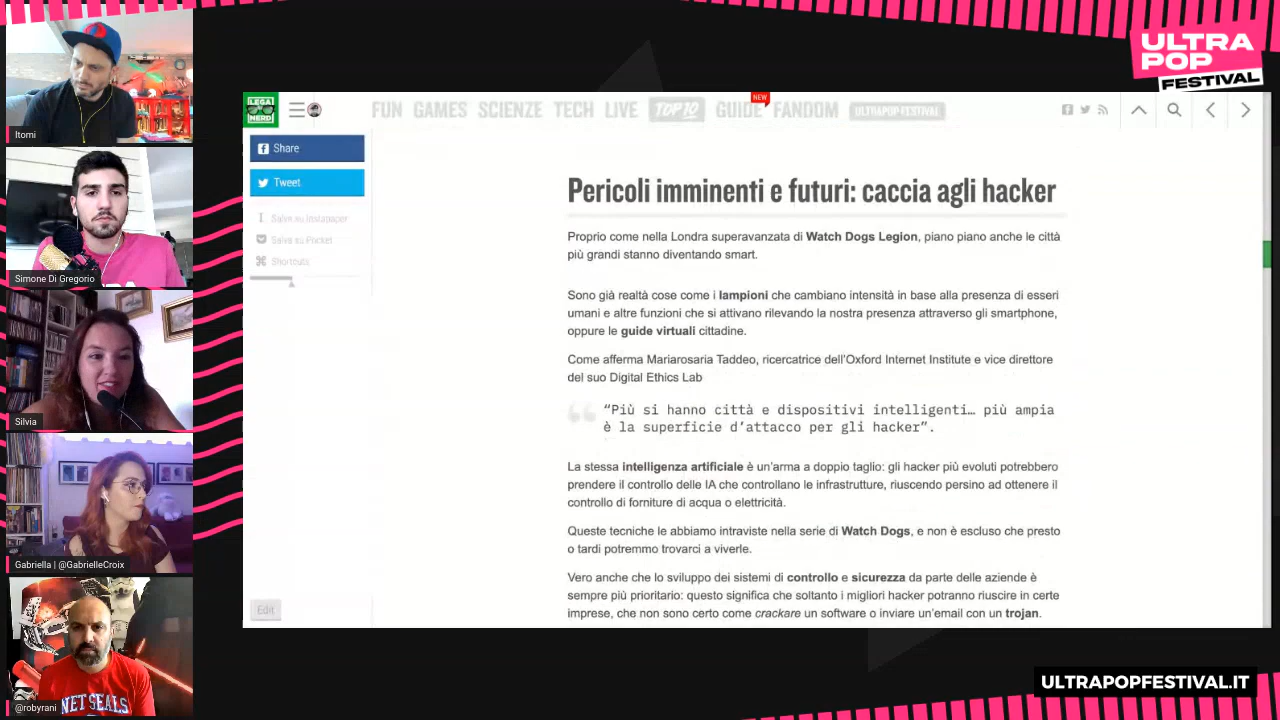 ULTRA
POP
FESTIVAL
Itomi
Simone Di Gregorio
Silvia
Gabriella | @GabrielleCroix
NET SEALS
@robyrani
LEGA
NERD
FUN GAMES SCIENZE TECH LIVE TOP10 GUIDE NEW FANDOM ULTRAPOP FESTIVAL
Share
Tweet
Salva su Instapaper
Salva su Pocket
Shortcuts
Edit
Pericoli imminenti e futuri: caccia agli hacker
Proprio come nella Londra superavanzata di Watch Dogs Legion, piano piano anche le città
più grandi stanno diventando smart.
Sono già realtà cose come i lampioni che cambiano intensità in base alla presenza di esseri
umani e altre funzioni che si attivano rilevando la nostra presenza attraverso gli smartphone,
oppure le guide virtuali cittadine.
Come afferma Mariarosaria Taddeo, ricercatrice dell'Oxford Internet Institute e vice direttore
del suo Digital Ethics Lab
“Più si hanno città e dispositivi intelligenti… più ampia
è la superficie d’attacco per gli hacker”.
La stessa intelligenza artificiale è un'arma a doppio taglio: gli hacker più evoluti potrebbero
prendere il controllo delle IA che controllano le infrastrutture, riuscendo persino ad ottenere il
controllo di forniture di acqua o elettricità.
Queste tecniche le abbiamo intraviste nella serie di Watch Dogs, e non è escluso che presto
o tardi potremmo trovarci a viverle.
Vero anche che lo sviluppo dei sistemi di controllo e sicurezza da parte delle aziende è
sempre più prioritario: questo significa che soltanto i migliori hacker potranno riuscire in certe
imprese, che non sono certo come crackare un software o inviare un'email con un trojan.
ULTRAPOPFESTIVAL.IT